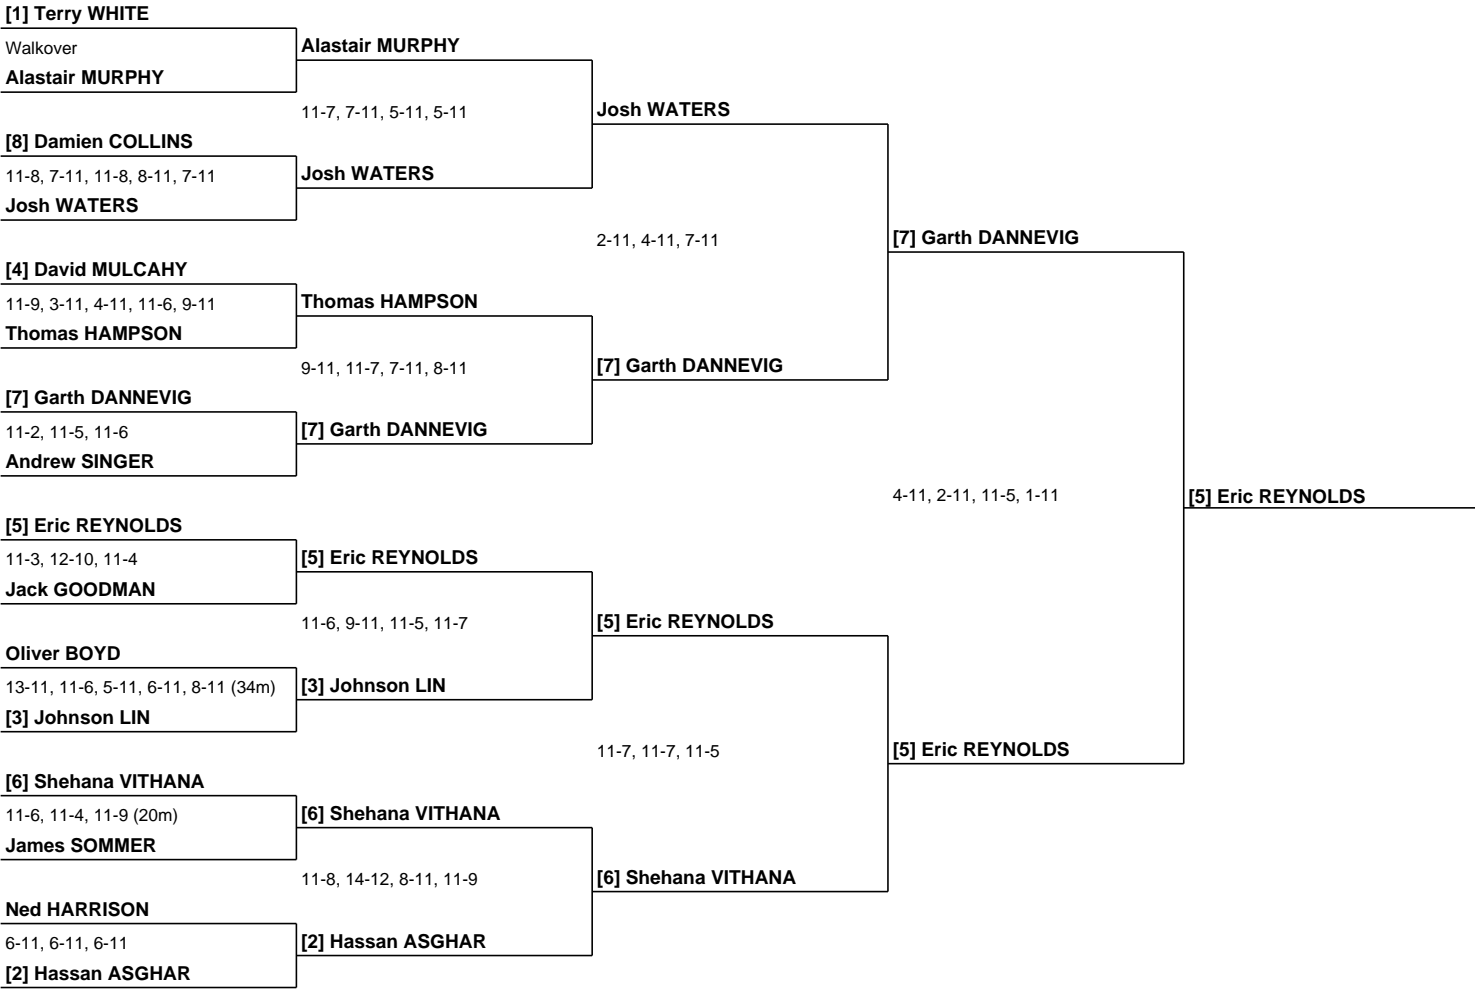 [1] Terry WHITE
Walkover
Alastair MURPHY
[8] Damien COLLINS
11-8, 7-11, 11-8, 8-11, 7-11
Josh WATERS
[4] David MULCAHY
11-9, 3-11, 4-11, 11-6, 9-11
Thomas HAMPSON
[7] Garth DANNEVIG
11-2, 11-5, 11-6
Andrew SINGER
[5] Eric REYNOLDS
11-3, 12-10, 11-4
Jack GOODMAN
Oliver BOYD
13-11, 11-6, 5-11, 6-11, 8-11 (34m)
[3] Johnson LIN
[6] Shehana VITHANA
11-6, 11-4, 11-9 (20m)
James SOMMER
Ned HARRISON
6-11, 6-11, 6-11
[2] Hassan ASGHAR
Alastair MURPHY
11-7, 7-11, 5-11, 5-11
Josh WATERS
Thomas HAMPSON
9-11, 11-7, 7-11, 8-11
[7] Garth DANNEVIG
[5] Eric REYNOLDS
11-6, 9-11, 11-5, 11-7
[3] Johnson LIN
[6] Shehana VITHANA
11-8, 14-12, 8-11, 11-9
[2] Hassan ASGHAR
Josh WATERS
2-11, 4-11, 7-11
[7] Garth DANNEVIG
[5] Eric REYNOLDS
11-7, 11-7, 11-5
[6] Shehana VITHANA
[7] Garth DANNEVIG
4-11, 2-11, 11-5, 1-11
[5] Eric REYNOLDS
[5] Eric REYNOLDS